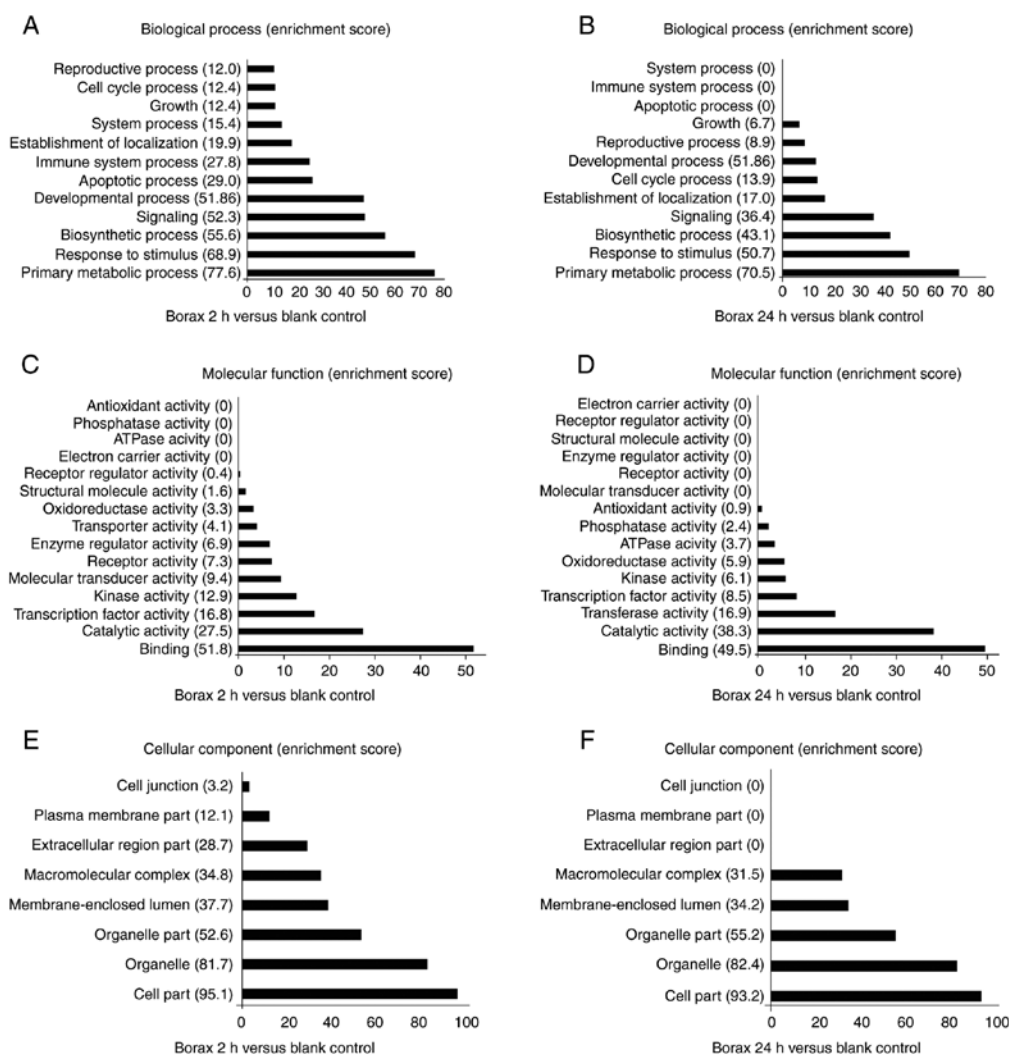 A
Biological process (enrichment score)
Reproductive process (12.0)
Cell cycle process (12.4)
Growth (12.4)
System process (15.4)
Establishment of localization (19.9)
Immune system process (27.8)
Apoptotic process (29.0)
Developmental process (51.86)
Signaling (52.3)
Biosynthetic process (55.6)
Response to stimulus (68.9)
Primary metabolic process (77.6)
0 10 20 30 40 50 60 70 80
Borax 2 h versus blank control
B
Biological process (enrichment score)
System process (0)
Immune system process (0)
Apoptotic process (0)
Growth (6.7)
Reproductive process (8.9)
Developmental process (51.86)
Cell cycle process (13.9)
Establishment of localization (17.0)
Signaling (36.4)
Biosynthetic process (43.1)
Response to stimulus (50.7)
Primary metabolic process (70.5)
0 10 20 30 40 50 60 70 80
Borax 24 h versus blank control
C
Molecular function (enrichment score)
Antioxidant activity (0)
Phosphatase activity (0)
ATPase activity (0)
Electron carrier activity (0)
Receptor regulator activity (0.4)
Structural molecule activity (1.6)
Oxidoreductase activity (3.3)
Transporter activity (4.1)
Enzyme regulator activity (6.9)
Receptor activity (7.3)
Molecular transducer activity (9.4)
Kinase activity (12.9)
Transcription factor activity (16.8)
Catalytic activity (27.5)
Binding (51.8)
0 10 20 30 40 50
Borax 2 h versus blank control
D
Molecular function (enrichment score)
Electron carrier activity (0)
Receptor regulator activity (0)
Structural molecule activity (0)
Enzyme regulator activity (0)
Receptor activity (0)
Molecular transducer activity (0)
Antioxidant activity (0.9)
Phosphatase activity (2.4)
ATPase activity (3.7)
Oxidoreductase activity (5.9)
Kinase activity (6.1)
Transcription factor activity (8.5)
Transferase activity (16.9)
Catalytic activity (38.3)
Binding (49.5)
0 10 20 30 40 50
Borax 24 h versus blank control
E
Cellular component (enrichment score)
Cell junction (3.2)
Plasma membrane part (12.1)
Extracellular region part (28.7)
Macromolecular complex (34.8)
Membrane-enclosed lumen (37.7)
Organelle part (52.6)
Organelle (81.7)
Cell part (95.1)
0 20 40 60 80 100
Borax 2 h versus blank control
F
Cellular component (enrichment score)
Cell junction (0)
Plasma membrane part (0)
Extracellular region part (0)
Macromolecular complex (31.5)
Membrane-enclosed lumen (34.2)
Organelle part (55.2)
Organelle (82.4)
Cell part (93.2)
0 20 40 60 80 100
Borax 24 h versus blank control